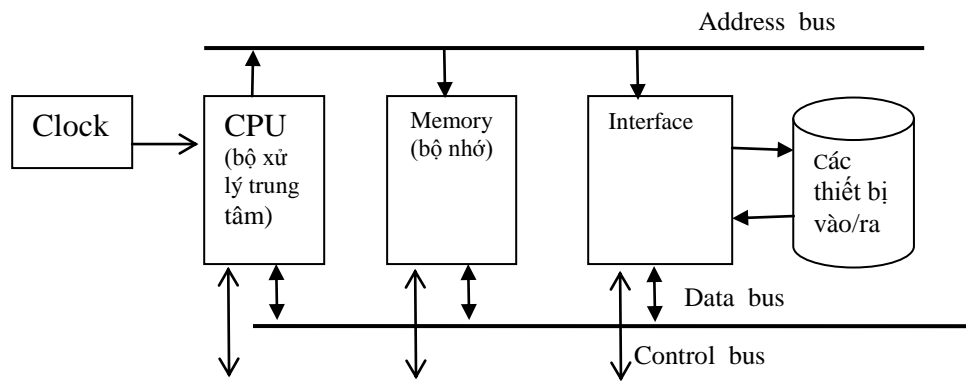 Address bus
Clock
CPU
(bộ xử
lý trung
tâm)
Memory
(bộ nhớ)
Interface
Các
thiết bị
vào/ra
Data bus
Control bus